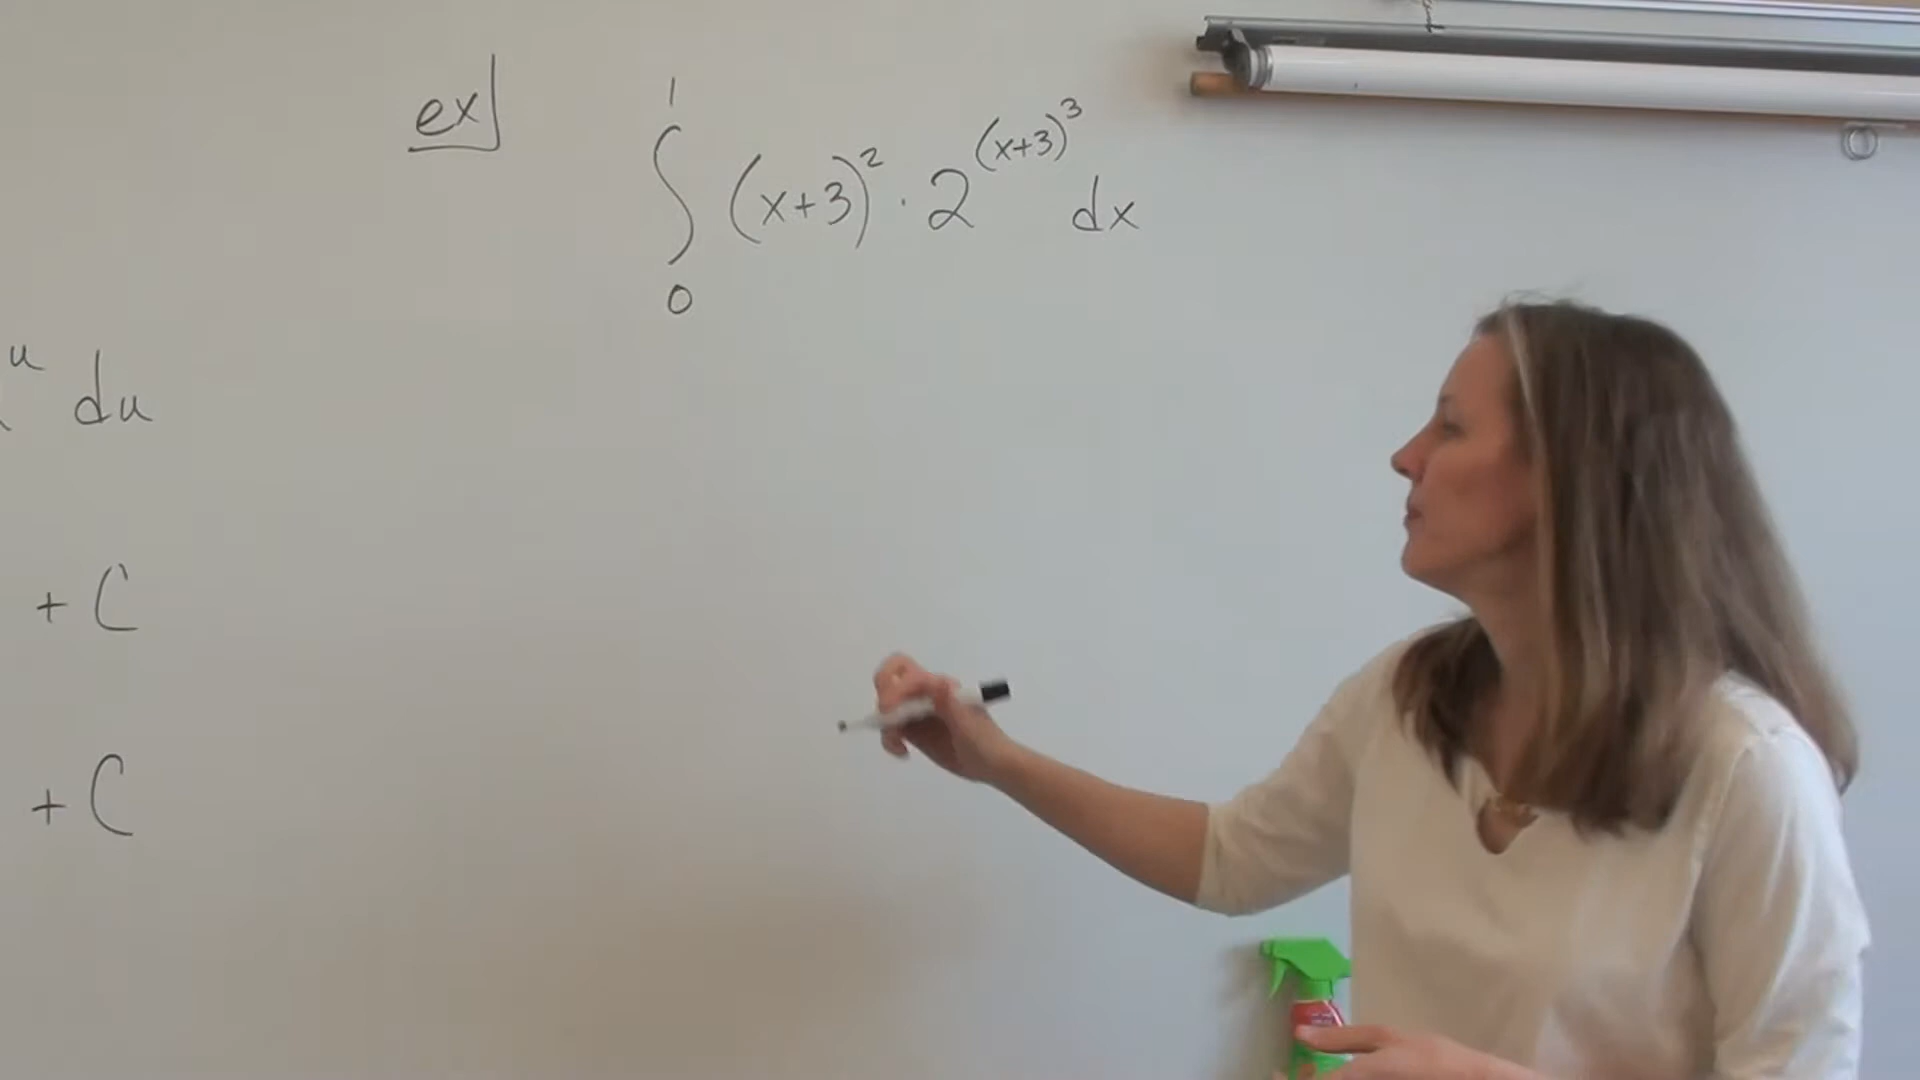 ex] ∫₀¹ (x+3)² · 2^(x+3)³ dx
u du
+ C
+ C